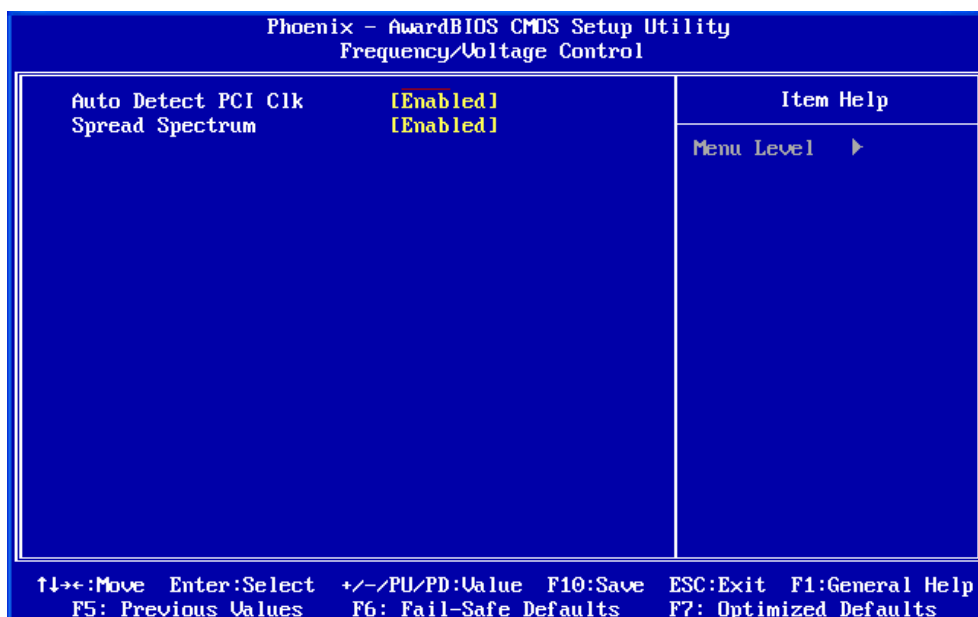 Phoenix - AwardBIOS CMOS Setup Utility
Frequency/Voltage Control
Auto Detect PCI Clk [Enabled]
Spread Spectrum [Enabled]
Item Help
Menu Level ▶
↑↓→←:Move Enter:Select +/-/PU/PD:Value F10:Save ESC:Exit F1:General Help
F5: Previous Values F6: Fail-Safe Defaults F7: Optimized Defaults